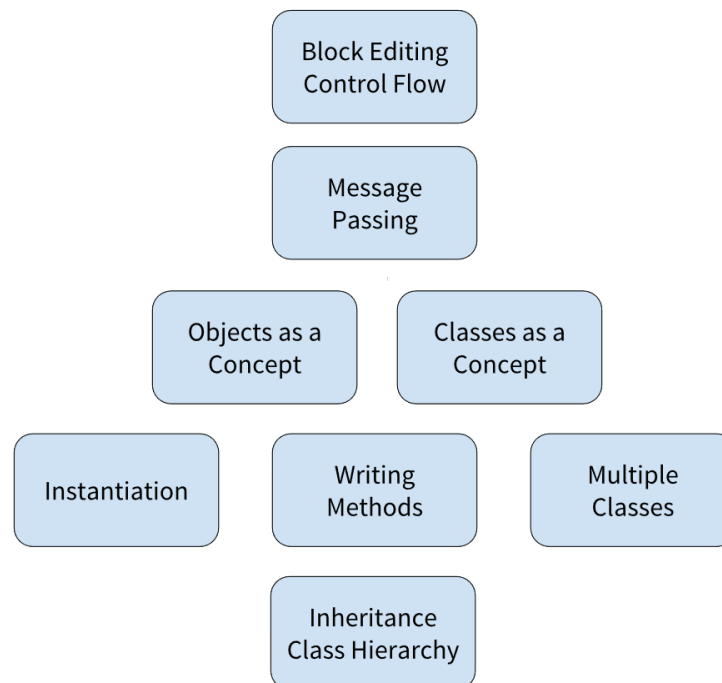 Block Editing
Control Flow
Message
Passing
Objects as a
Concept
Classes as a
Concept
Instantiation
Writing
Methods
Multiple
Classes
Inheritance
Class Hierarchy